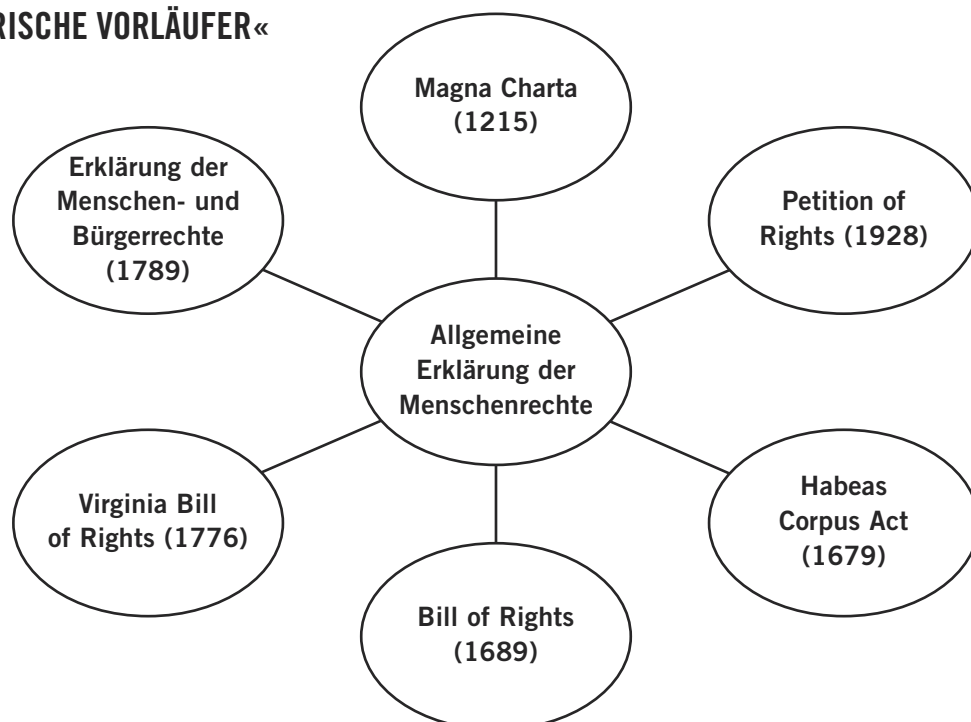 RISCHE VORLÄUFER«
Magna Charta
(1215)
Erklärung der
Menschen- und
Bürgerrechte
(1789)
Petition of
Rights (1928)
Allgemeine
Erklärung der
Menschenrechte
Virginia Bill
of Rights (1776)
Habeas
Corpus Act
(1679)
Bill of Rights
(1689)